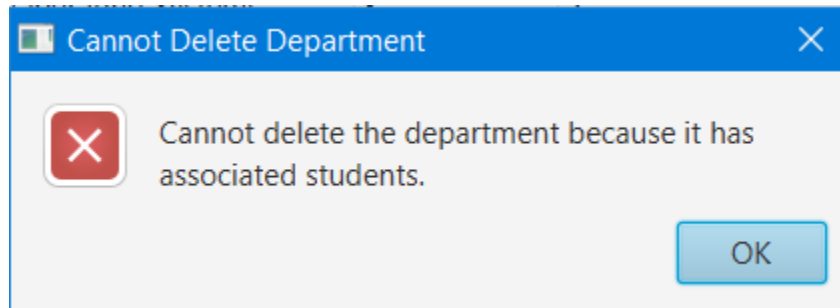 Cannot Delete Department
Cannot delete the department because it has
associated students.
OK